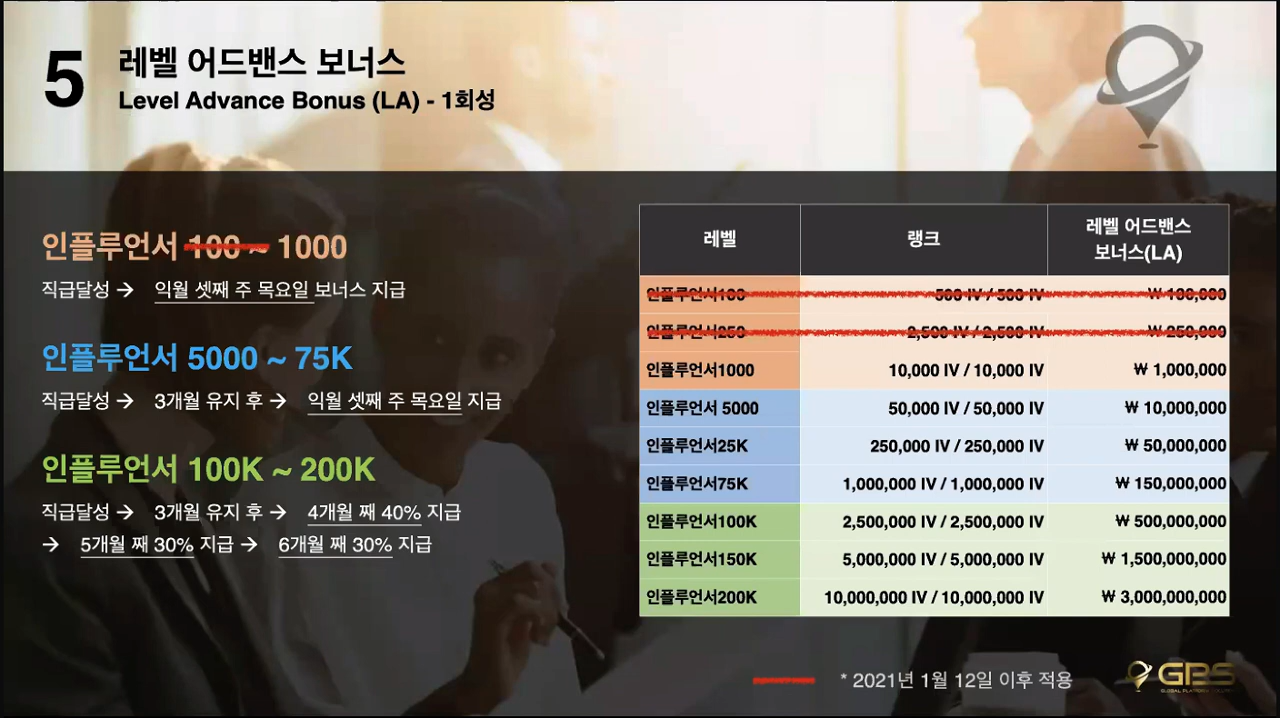 5
레벨 어드밴스 보너스
Level Advance Bonus (LA) - 1회성
인플루언서 100 ~ 1000
직급달성 → 익월 셋째 주 목요일 보너스 지급
인플루언서 5000 ~ 75K
직급달성 → 3개월 유지 후 → 익월 셋째 주 목요일 지급
인플루언서 100K ~ 200K
직급달성 → 3개월 유지 후 → 4개월 째 40% 지급
→ 5개월 째 30% 지급 → 6개월 째 30% 지급
레벨 랭크 레벨 어드밴스
보너스(LA)
인플루언서100 500 IV / 500 IV ₩ 100,000
인플루언서250 2,500 IV / 2,500 IV ₩ 250,000
인플루언서1000 10,000 IV / 10,000 IV ₩ 1,000,000
인플루언서 5000 50,000 IV / 50,000 IV ₩ 10,000,000
인플루언서25K 250,000 IV / 250,000 IV ₩ 50,000,000
인플루언서75K 1,000,000 IV / 1,000,000 IV ₩ 150,000,000
인플루언서100K 2,500,000 IV / 2,500,000 IV ₩ 500,000,000
인플루언서150K 5,000,000 IV / 5,000,000 IV ₩ 1,500,000,000
인플루언서200K 10,000,000 IV / 10,000,000 IV ₩ 3,000,000,000
* 2021년 1월 12일 이후 적용
GBS